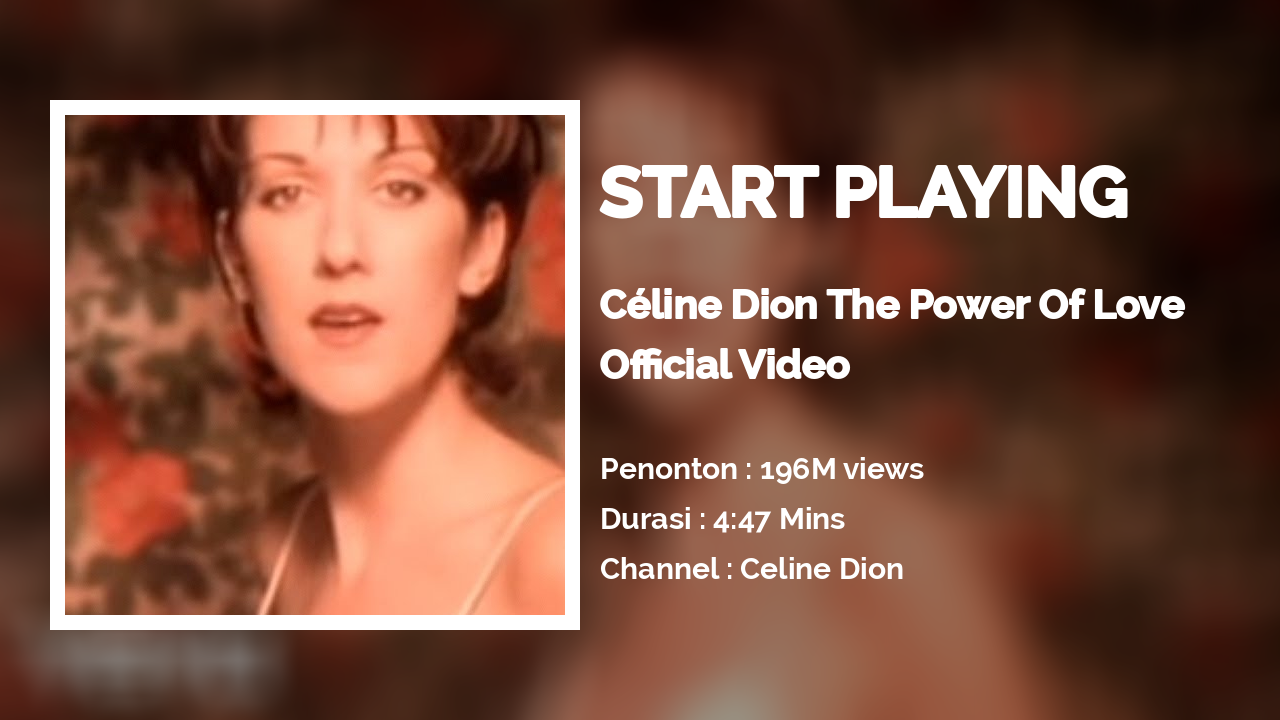 START PLAYING
Céline Dion The Power Of Love
Official Video
Penonton : 196M views
Durasi : 4:47 Mins
Channel : Celine Dion